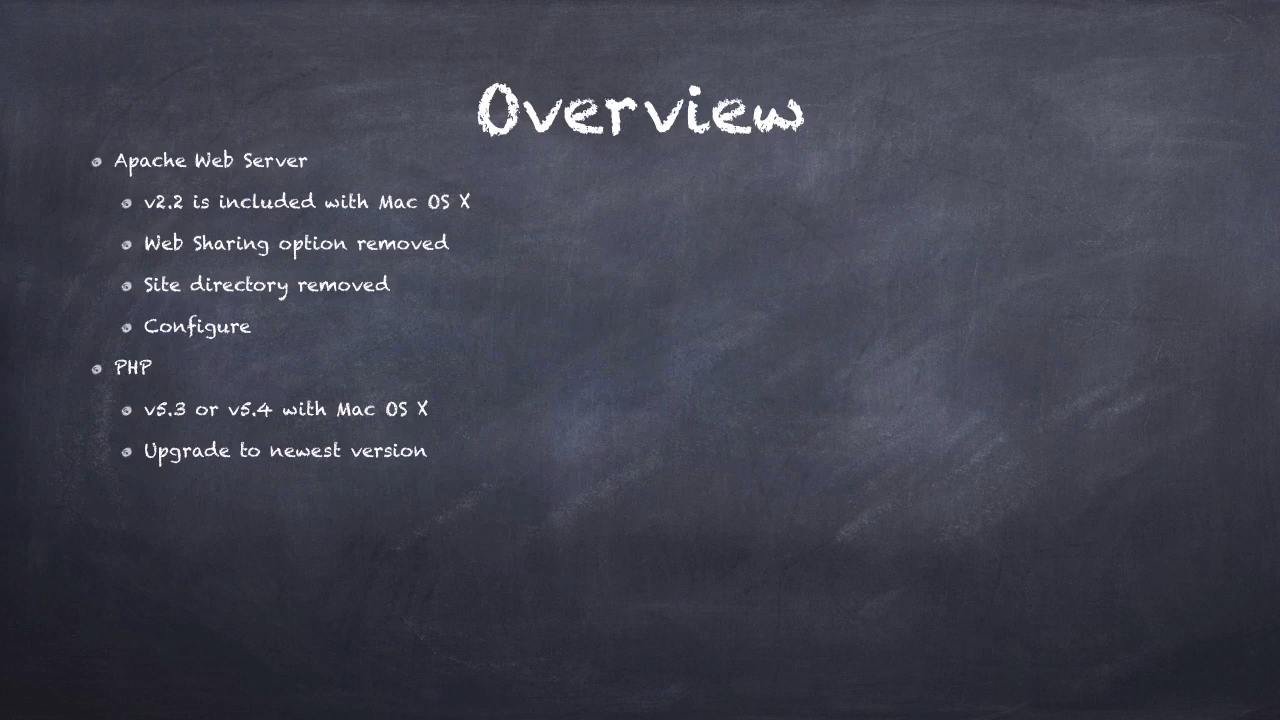 Overview
Apache Web Server
v2.2 is included with Mac OS X
Web Sharing option removed
Site directory removed
Configure
PHP
v5.3 or v5.4 with Mac OS X
Upgrade to newest version